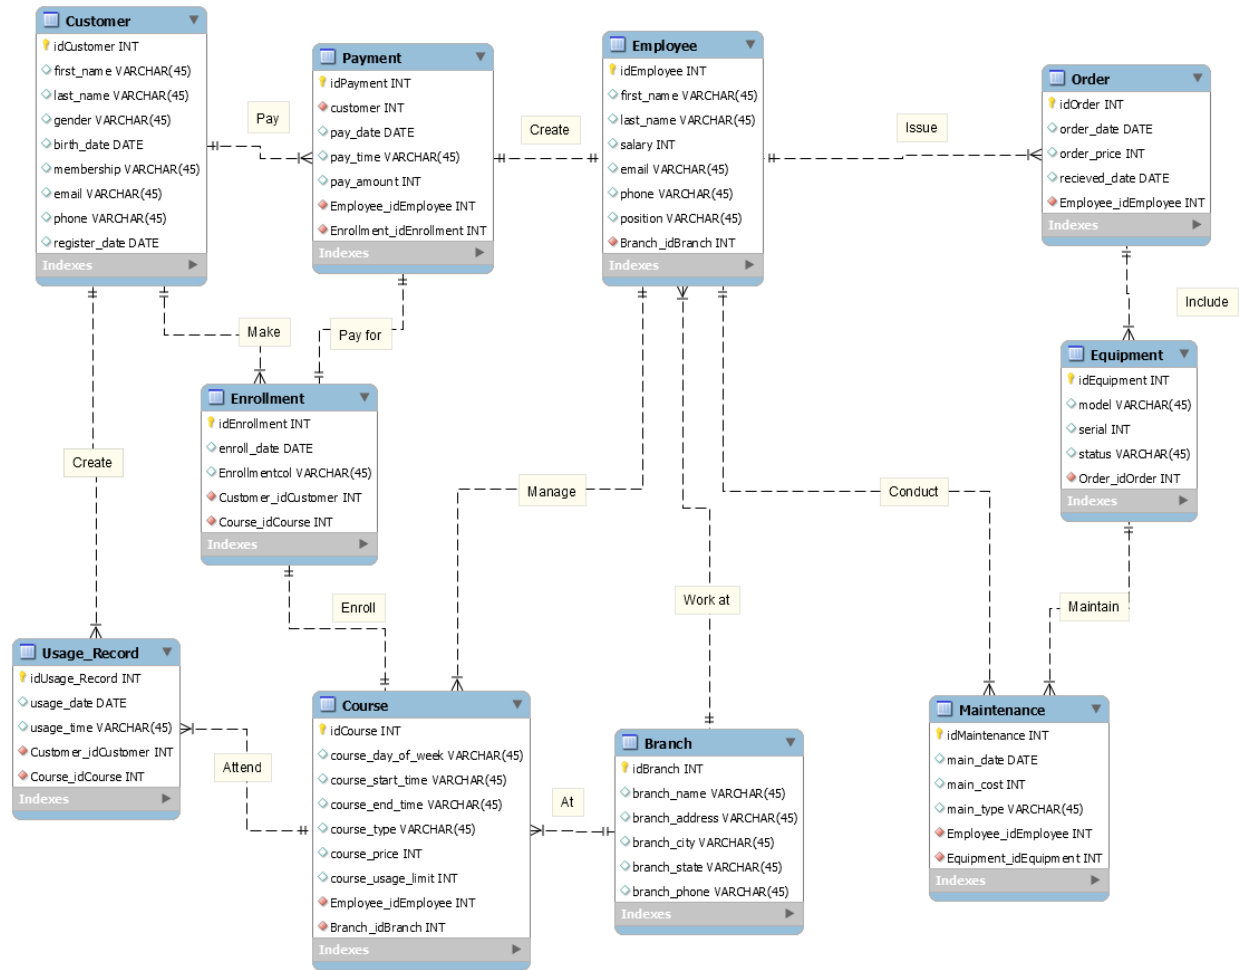 Customer
idCustomer INT
first_name VARCHAR(45)
last_name VARCHAR(45)
gender VARCHAR(45)
birth_date DATE
membership VARCHAR(45)
email VARCHAR(45)
phone VARCHAR(45)
register_date DATE
Indexes
Pay
Payment
idPayment INT
customer INT
pay_date DATE
pay_time VARCHAR(45)
pay_amount INT
Employee_idEmployee INT
Enrollment_idEnrollment INT
Indexes
Create
Employee
idEmployee INT
first_name VARCHAR(45)
last_name VARCHAR(45)
salary INT
email VARCHAR(45)
phone VARCHAR(45)
position VARCHAR(45)
Branch_idBranch INT
Indexes
Issue
Order
idOrder INT
order_date DATE
order_price INT
recieved_date DATE
Employee_idEmployee INT
Indexes
Include
Make
Pay for
Enrollment
idEnrollment INT
enroll_date DATE
Enrollmentcol VARCHAR(45)
Customer_idCustomer INT
Course_idCourse INT
Indexes
Equipment
idEquipment INT
model VARCHAR(45)
serial INT
status VARCHAR(45)
Order_idOrder INT
Indexes
Create
Manage
Conduct
Enroll
Work at
Maintain
Usage_Record
idUsage_Record INT
usage_date DATE
usage_time VARCHAR(45)
Customer_idCustomer INT
Course_idCourse INT
Indexes
Attend
Course
idCourse INT
course_day_of_week VARCHAR(45)
course_start_time VARCHAR(45)
course_end_time VARCHAR(45)
course_type VARCHAR(45)
course_price INT
course_usage_limit INT
Employee_idEmployee INT
Branch_idBranch INT
Indexes
At
Branch
idBranch INT
branch_name VARCHAR(45)
branch_address VARCHAR(45)
branch_city VARCHAR(45)
branch_state VARCHAR(45)
branch_phone VARCHAR(45)
Indexes
Maintenance
idMaintenance INT
main_date DATE
main_cost INT
main_type VARCHAR(45)
Employee_idEmployee INT
Equipment_idEquipment INT
Indexes